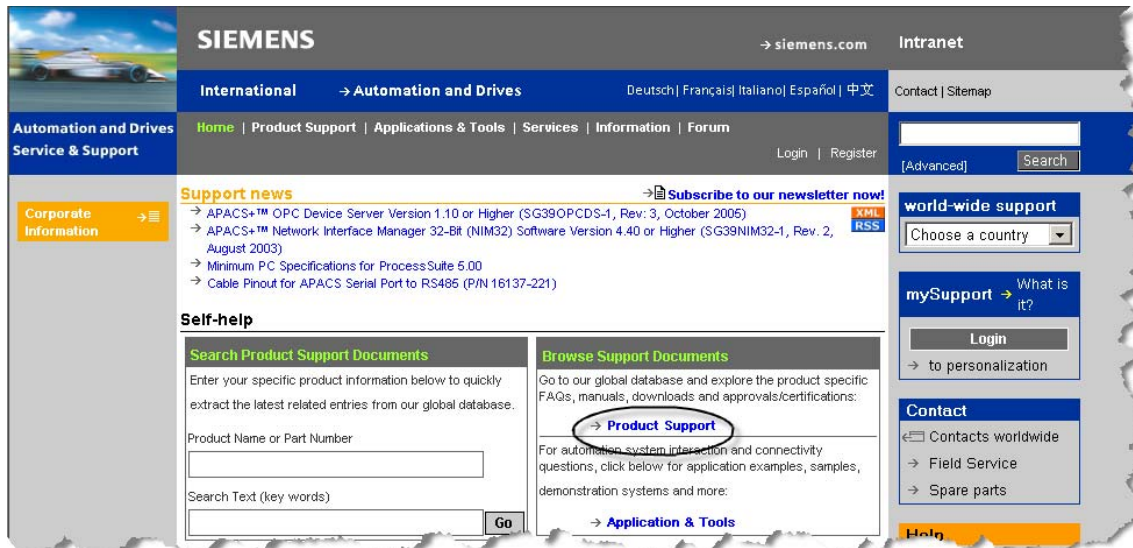 SIEMENS
→ siemens.com
Intranet
International → Automation and Drives
Deutsch| Français| Italiano| Español| 中文
Contact | Sitemap
Automation and Drives
Service & Support
Home | Product Support | Applications & Tools | Services | Information | Forum
Login | Register
[Advanced] Search
Corporate
Information
Support news
→ Subscribe to our newsletter now!
→ APACS+™ OPC Device Server Version 1.10 or Higher (SG39OPCDS-1, Rev: 3, October 2005)
XML
RSS
→ APACS+™ Network Interface Manager 32-Bit (NIM32) Software Version 4.40 or Higher (SG39NIM32-1, Rev. 2,
August 2003)
→ Minimum PC Specifications for ProcessSuite 5.00
→ Cable Pinout for APACS Serial Port to RS485 (P/N 16137-221)
Self-help
Search Product Support Documents
Enter your specific product information below to quickly
extract the latest related entries from our global database.
Product Name or Part Number
Search Text (key words)
Go
Browse Support Documents
Go to our global database and explore the product specific
FAQs, manuals, downloads and approvals/certifications:
→ Product Support
For automation system interaction and connectivity
questions, click below for application examples, samples,
demonstration systems and more:
→ Application & Tools
world-wide support
Choose a country
mySupport → What is
it?
Login
→ to personalization
Contact
Contacts worldwide
→ Field Service
→ Spare parts
Help